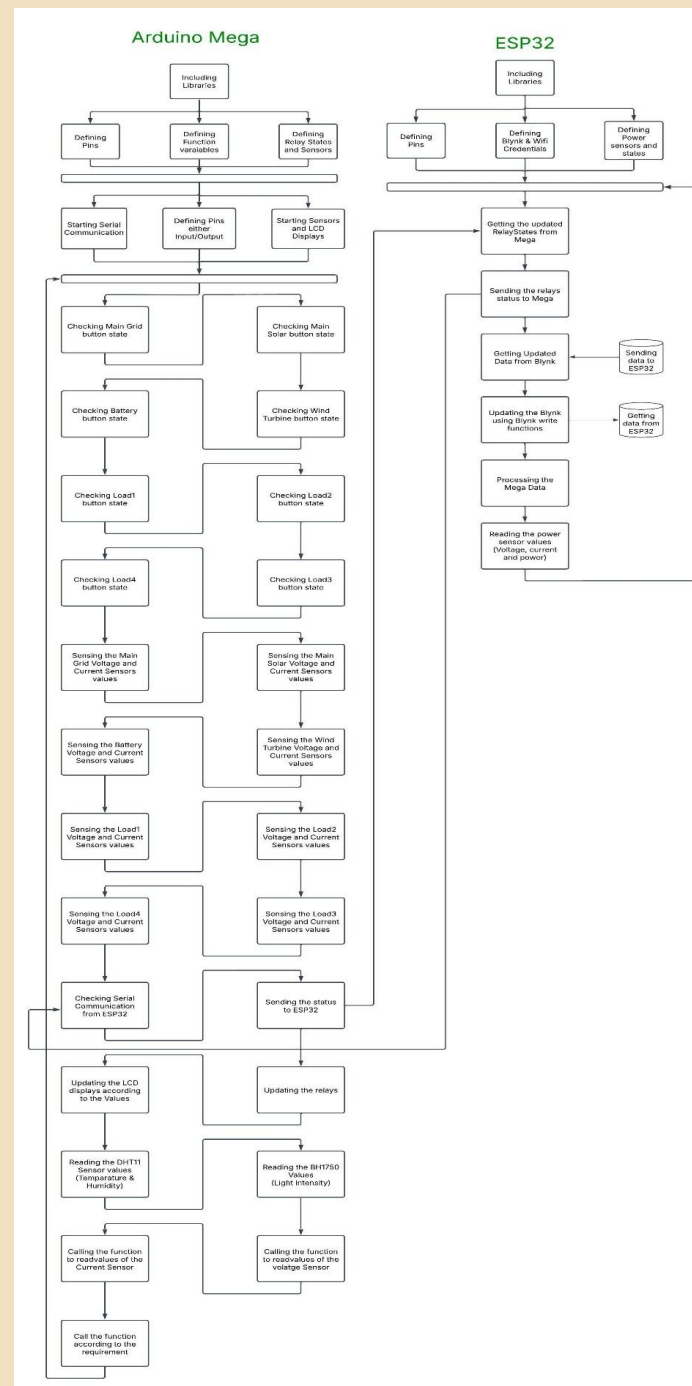 Arduino Mega
Including
Libraries
Defining
Pins
Defining
Function
varaiables
Defining
Relay States
and Sensors
Starting Serial
Communication
Defining Pins
either
Input/Output
Starting Sensors
and LCD
Displays
Checking Main Grid
button state
Checking Main
Solar button state
Checking Battery
button state
Checking Wind
Turbine button state
Checking Load1
button state
Checking Load2
button state
Checking Load4
button state
Checking Load3
button state
Sensing the Main
Grid Voltage and
Current Sensors
values
Sensing the Main
Solar Voltage and
Current Sensors
values
Sensing the Battery
Voltage and Current
Sensors values
Sensing the Wind
Turbine Voltage and
Current Sensors
values
Sensing the Load1
Voltage and Current
Sensors values
Sensing the Load2
Voltage and Current
Sensors values
Sensing the Load4
Voltage and Current
Sensors values
Sensing the Load3
Voltage and Current
Sensors values
Checking Serial
Communication
from ESP32
Sending the status
to ESP32
Updating the LCD
displays according
to the Values
Updating the relays
Reading the DHT11
Sensor values
(Temparature &
Humidity)
Reading the BH1750
Values
(Light Intensity)
Calling the function
to readvalues of the
Current Sensor
Calling the function
to readvalues of the
volatge Sensor
Call the function
according to the
requirement
ESP32
Including
Libraries
Defining
Pins
Defining
Blynk & Wifi
Credentials
Defining
Power
sensors and
states
Getting the updated
RelayStates from
Mega
Sending the relays
status to Mega
Getting Updated
Data from Blynk
Sending
data to
ESP32
Updating the Blynk
using Blynk write
functions
Getting
data from
ESP32
Processing the
Mega Data
Reading the power
sensor values
(Voltage, current
and power)